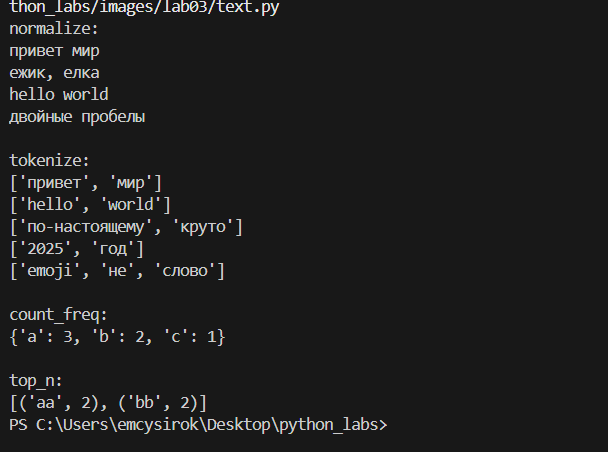 thon_labs/images/lab03/text.py
normalize:
привет мир
ежик, елка
hello world
двойные пробелы
tokenize:
['привет', 'мир']
['hello', 'world']
['по-настоящему', 'круто']
['2025', 'год']
['emoji', 'не', 'слово']
count_freq:
{'a': 3, 'b': 2, 'c': 1}
top_n:
[('aa', 2), ('bb', 2)]
PS C:\Users\emcysirok\Desktop\python_labs>